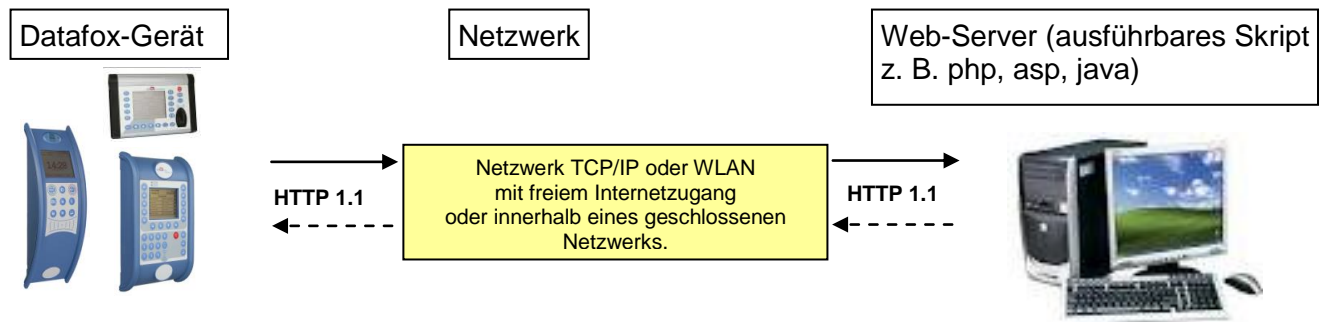 Datafox-Gerät
Netzwerk
Web-Server (ausführbares Skript
z. B. php, asp, java)
HTTP 1.1
Netzwerk TCP/IP oder WLAN
mit freiem Internetzugang
oder innerhalb eines geschlossenen
Netzwerks.
HTTP 1.1